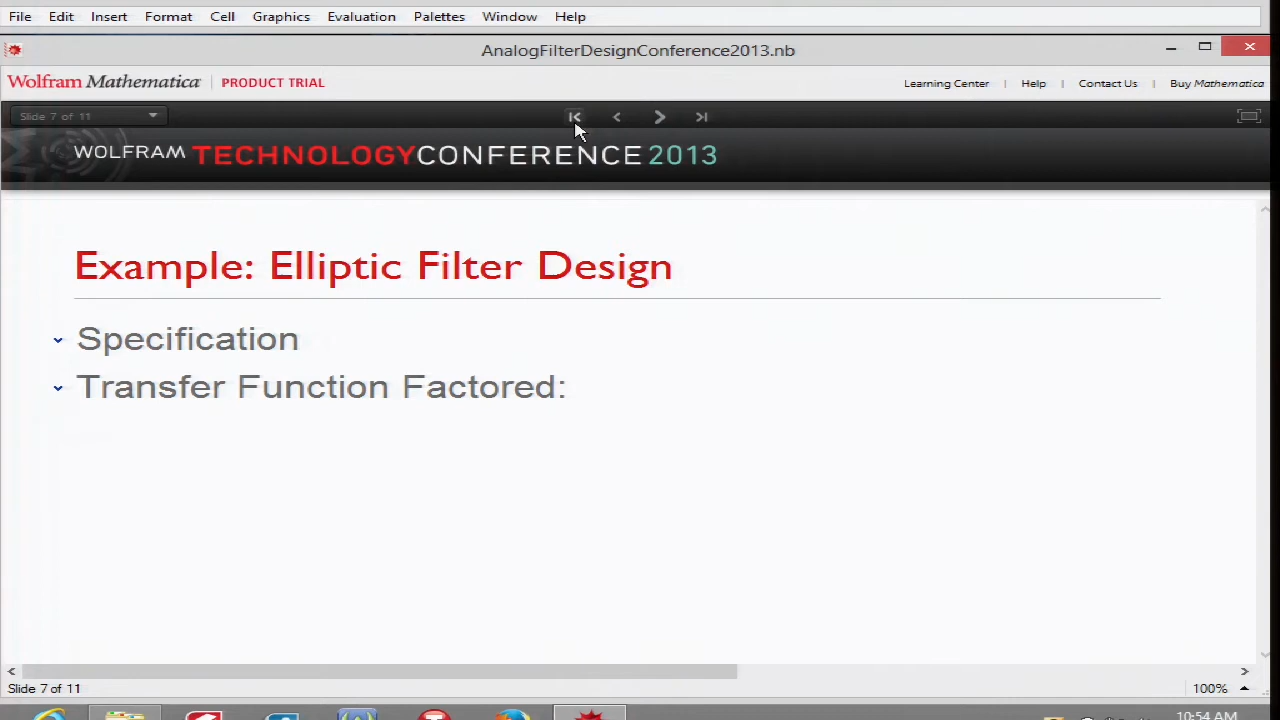 File Edit Insert Format Cell Graphics Evaluation Palettes Window Help
AnalogFilterDesignConference2013.nb
Wolfram Mathematica | PRODUCT TRIAL
Learning Center | Help | Contact Us | Buy Mathematica
Slide 7 of 11
WOLFRAM TECHNOLOGYCONFERENCE 2013
Example: Elliptic Filter Design
Specification
Transfer Function Factored:
Slide 7 of 11
100%
10:54 AM